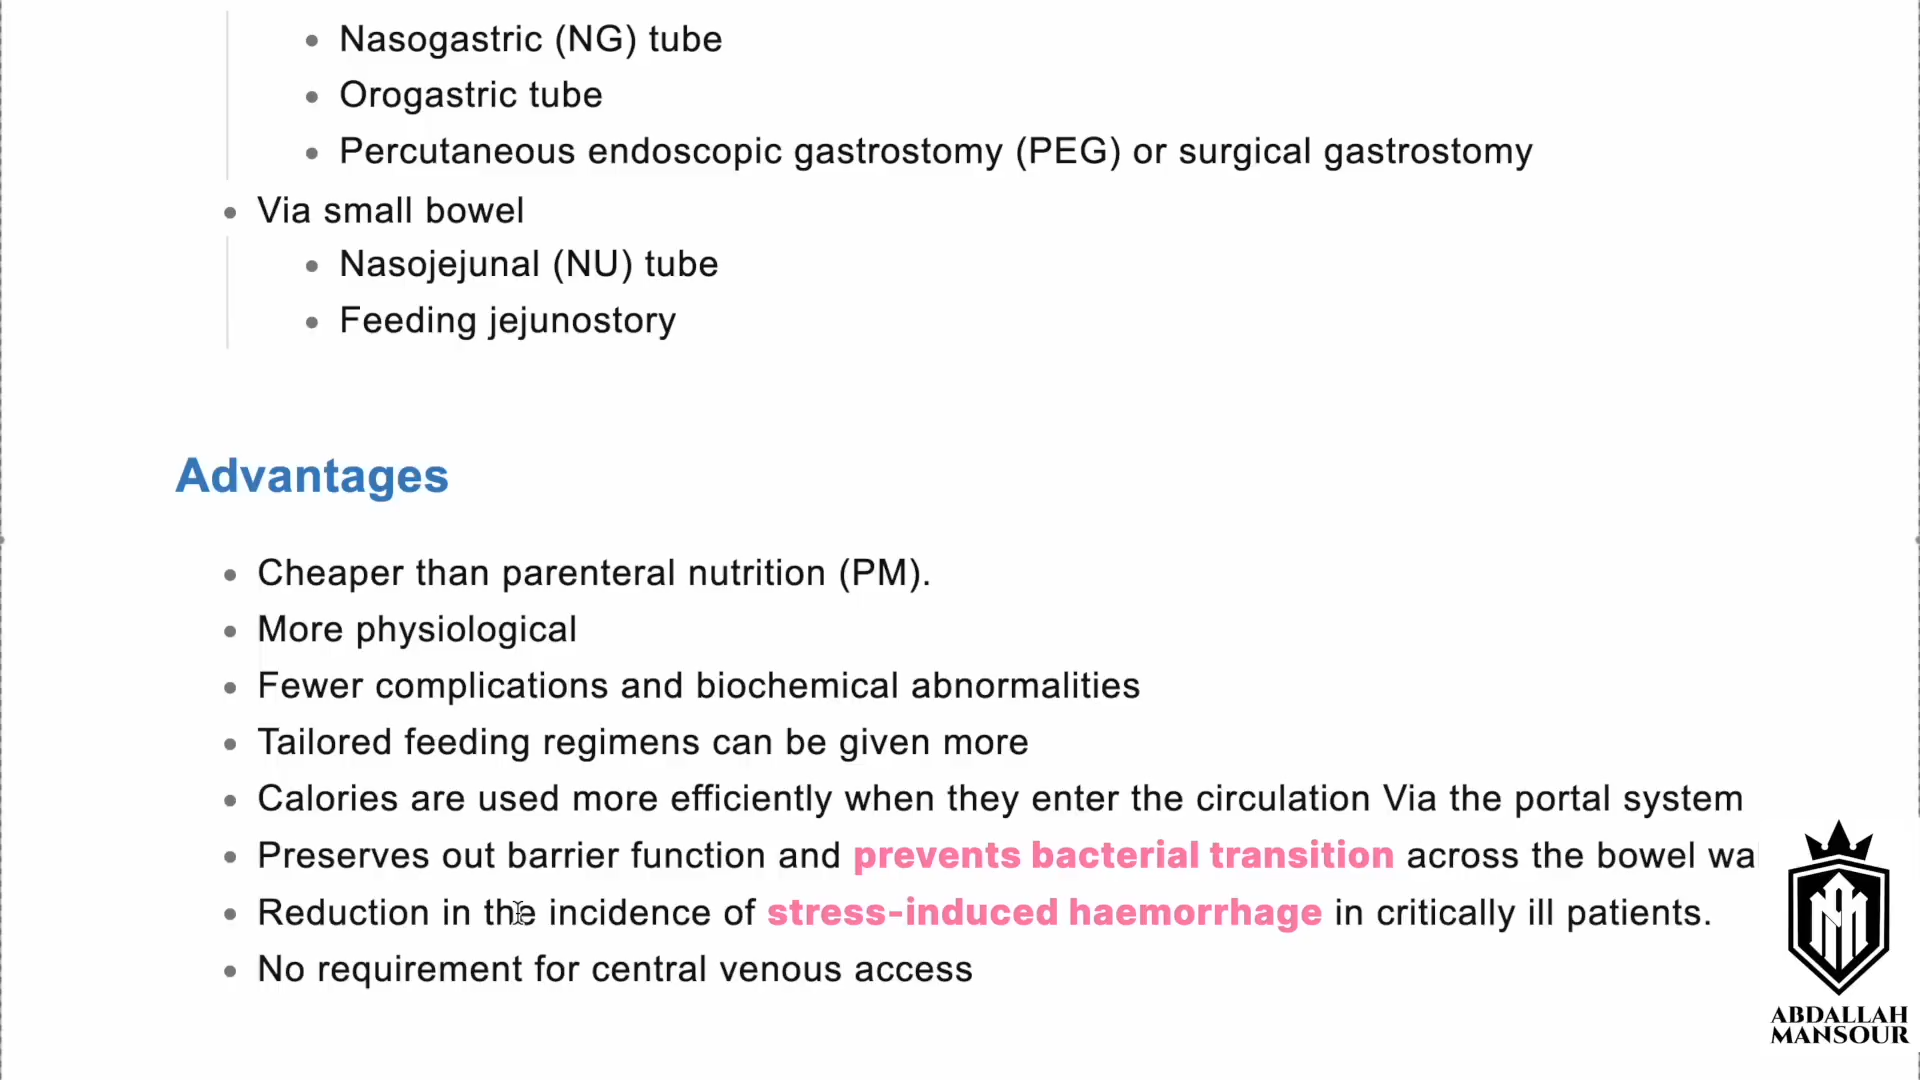 Nasogastric (NG) tube
Orogastric tube
Percutaneous endoscopic gastrostomy (PEG) or surgical gastrostomy
Via small bowel
Nasojejunal (NU) tube
Feeding jejunostory
Advantages
Cheaper than parenteral nutrition (PM).
More physiological
Fewer complications and biochemical abnormalities
Tailored feeding regimens can be given more
Calories are used more efficiently when they enter the circulation Via the portal system
Preserves out barrier function and prevents bacterial transition across the bowel wa
Reduction in the incidence of stress-induced haemorrhage in critically ill patients.
No requirement for central venous access
ABDALLAH
MANSOUR